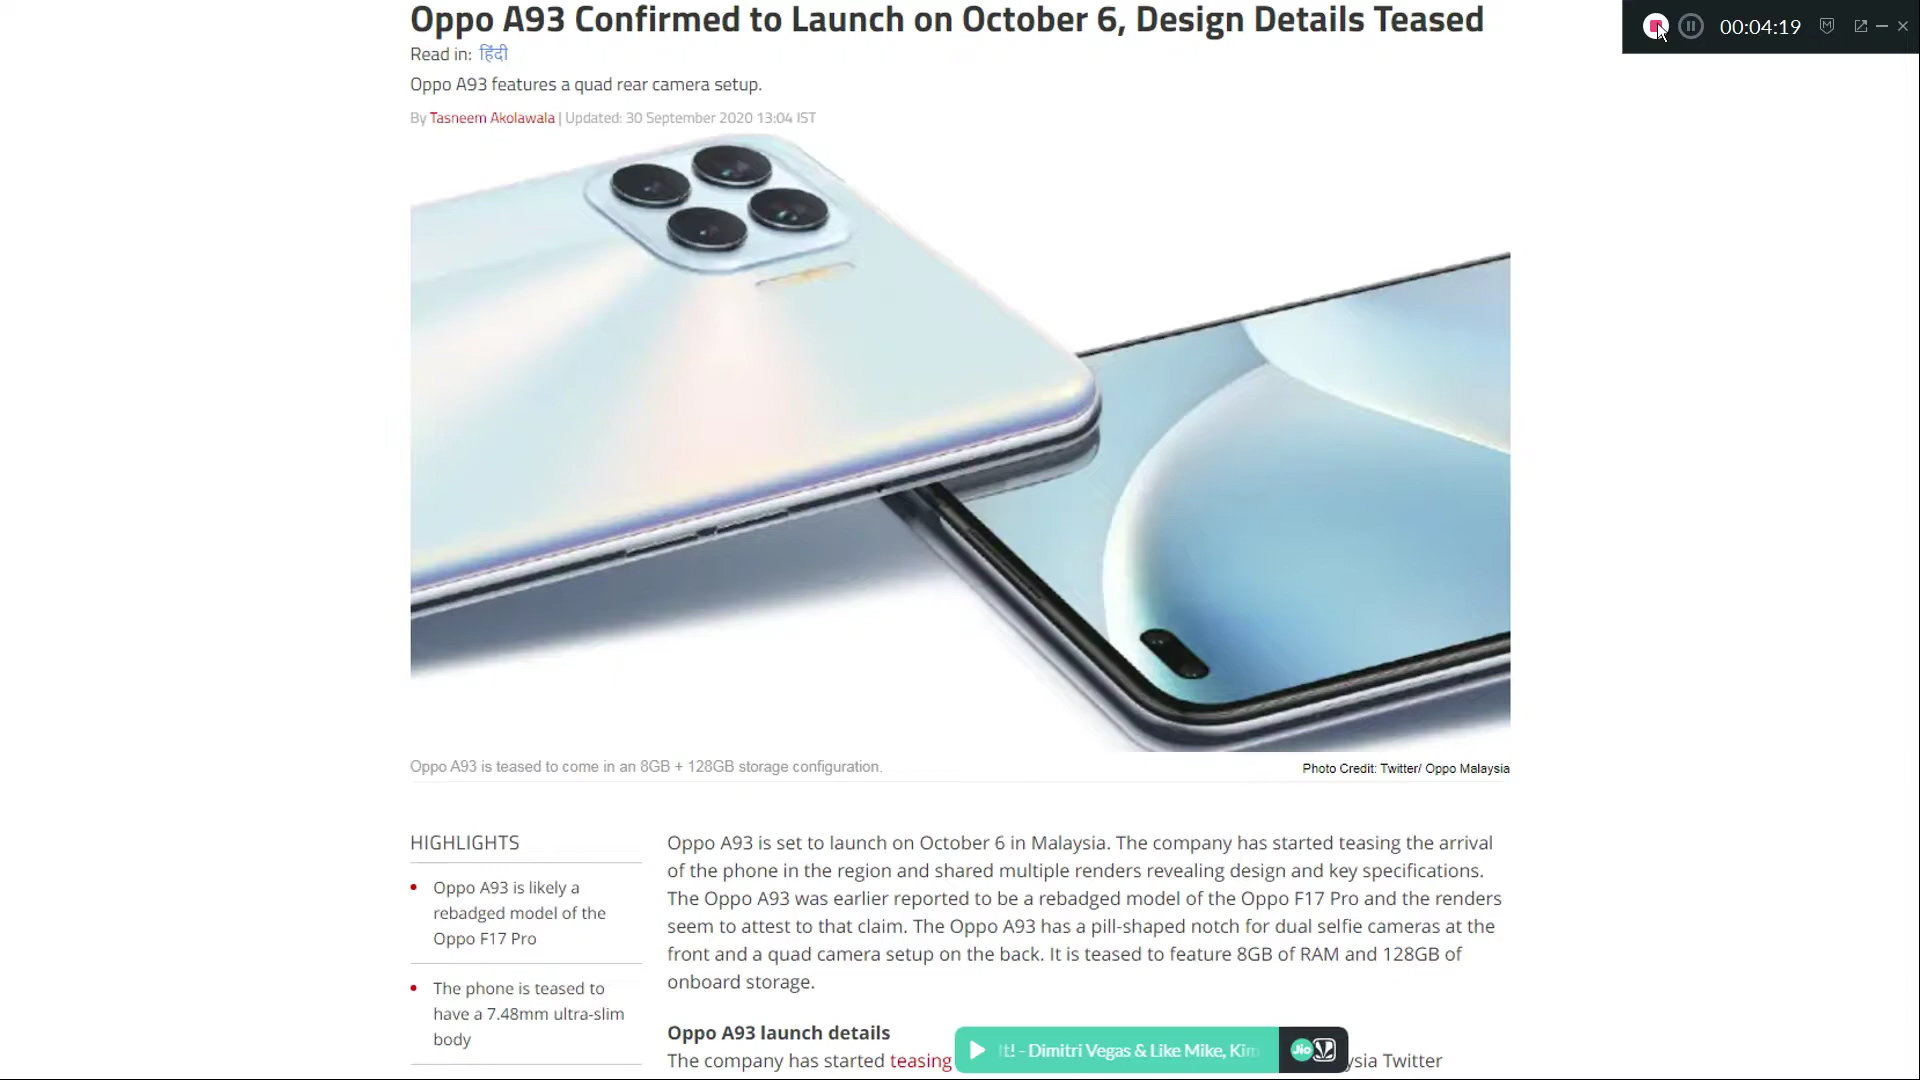 Oppo A93 Confirmed to Launch on October 6, Design Details Teased
00:04:19
Read in: हिंदी
Oppo A93 features a quad rear camera setup.
By Tasneem Akolawala | Updated: 30 September 2020 13:04 IST
Oppo A93 is teased to come in an 8GB + 128GB storage configuration.
Photo Credit: Twitter/ Oppo Malaysia
HIGHLIGHTS
Oppo A93 is likely a
rebadged model of the
Oppo F17 Pro
The phone is teased to
have a 7.48mm ultra-slim
body
Oppo A93 is set to launch on October 6 in Malaysia. The company has started teasing the arrival
of the phone in the region and shared multiple renders revealing design and key specifications.
The Oppo A93 was earlier reported to be a rebadged model of the Oppo F17 Pro and the renders
seem to attest to that claim. The Oppo A93 has a pill-shaped notch for dual selfie cameras at the
front and a quad camera setup on the back. It is teased to feature 8GB of RAM and 128GB of
onboard storage.
Oppo A93 launch details
The company has started teasing
It! - Dimitri Vegas & Like Mike, Kim
Jio
ysia Twitter